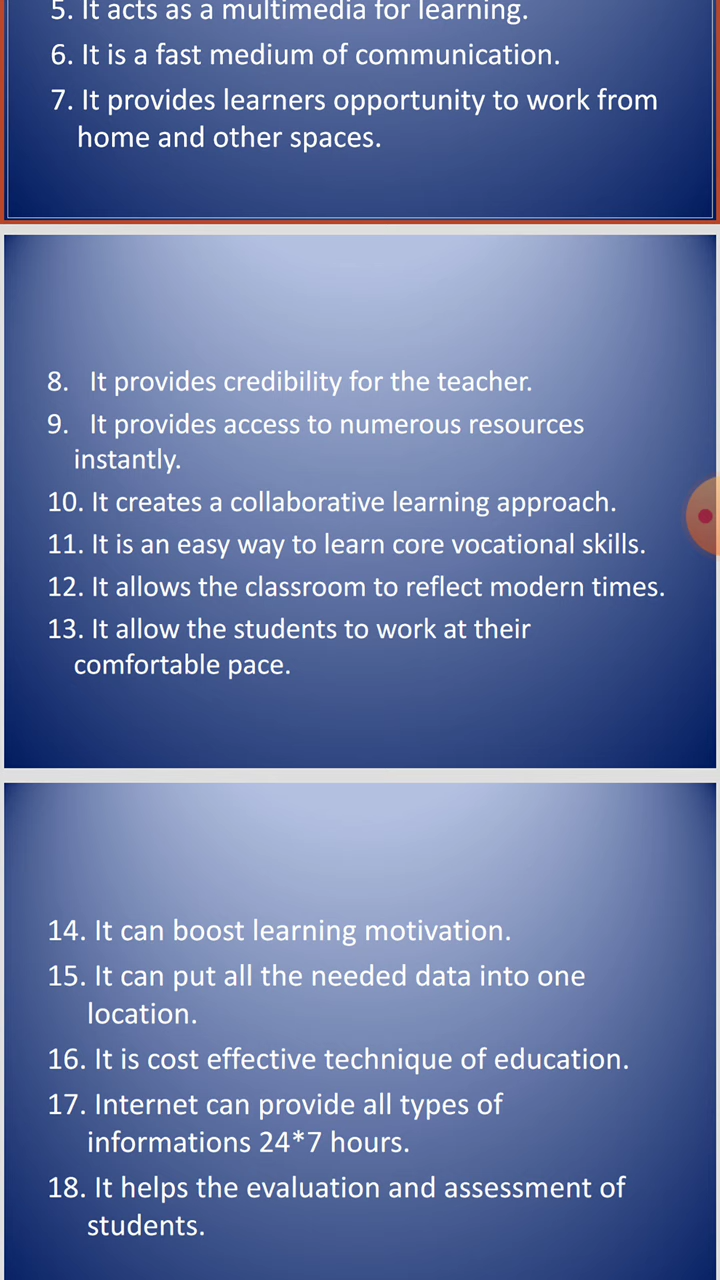 5. It acts as a multimedia for learning.
6. It is a fast medium of communication.
7. It provides learners opportunity to work from
home and other spaces.
8. It provides credibility for the teacher.
9. It provides access to numerous resources
instantly.
10. It creates a collaborative learning approach.
11. It is an easy way to learn core vocational skills.
12. It allows the classroom to reflect modern times.
13. It allow the students to work at their
comfortable pace.
14. It can boost learning motivation.
15. It can put all the needed data into one
location.
16. It is cost effective technique of education.
17. Internet can provide all types of
informations 24*7 hours.
18. It helps the evaluation and assessment of
students.